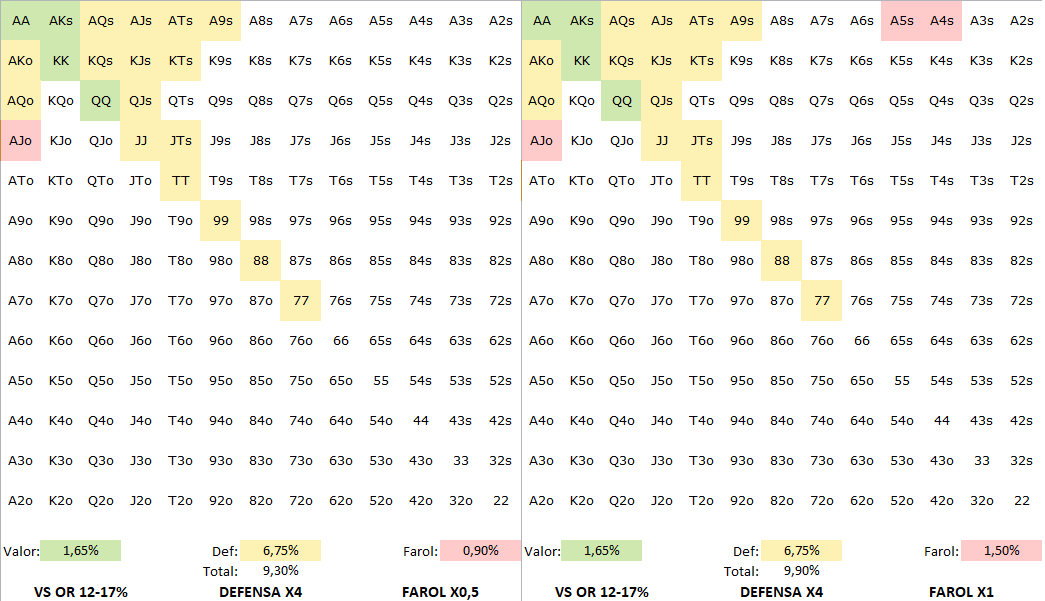 AA AKs AQs AJs ATs A9s A8s A7s A6s A5s A4s A3s A2s AA AKs AQs AJs ATs A9s A8s A7s A6s A5s A4s A3s A2s
AKo KK KQs KJs KTs K9s K8s K7s K6s K5s K4s K3s K2s AKo KK KQs KJs KTs K9s K8s K7s K6s K5s K4s K3s K2s
AQo KQo QQ QJs QTs Q9s Q8s Q7s Q6s Q5s Q4s Q3s Q2s AQo KQo QQ QJs QTs Q9s Q8s Q7s Q6s Q5s Q4s Q3s Q2s
AJo KJo QJo JJ JTs J9s J8s J7s J6s J5s J4s J3s J2s AJo KJo QJo JJ JTs J9s J8s J7s J6s J5s J4s J3s J2s
ATo KTo QTo JTo TT T9s T8s T7s T6s T5s T4s T3s T2s ATo KTo QTo JTo TT T9s T8s T7s T6s T5s T4s T3s T2s
A9o K9o Q9o J9o T9o 99 98s 97s 96s 95s 94s 93s 92s A9o K9o Q9o J9o T9o 99 98s 97s 96s 95s 94s 93s 92s
A8o K8o Q8o J8o T8o 98o 88 87s 86s 85s 84s 83s 82s A8o K8o Q8o J8o T8o 98o 88 87s 86s 85s 84s 83s 82s
A7o K7o Q7o J7o T7o 97o 87o 77 76s 75s 74s 73s 72s A7o K7o Q7o J7o T7o 97o 87o 77 76s 75s 74s 73s 72s
A6o K6o Q6o J6o T6o 96o 86o 76o 66 65s 64s 63s 62s A6o K6o Q6o J6o T6o 96o 86o 76o 66 65s 64s 63s 62s
A5o K5o Q5o J5o T5o 95o 85o 75o 65o 55 54s 53s 52s A5o K5o Q5o J5o T5o 95o 85o 75o 65o 55 54s 53s 52s
A4o K4o Q4o J4o T4o 94o 84o 74o 64o 54o 44 43s 42s A4o K4o Q4o J4o T4o 94o 84o 74o 64o 54o 44 43s 42s
A3o K3o Q3o J3o T3o 93o 83o 73o 63o 53o 43o 33 32s A3o K3o Q3o J3o T3o 93o 83o 73o 63o 53o 43o 33 32s
A2o K2o Q2o J2o T2o 92o 82o 72o 62o 52o 42o 32o 22 A2o K2o Q2o J2o T2o 92o 82o 72o 62o 52o 42o 32o 22
Valor: 1,65% Def: 6,75% Farol: 0,90% Valor: 1,65% Def: 6,75% Farol: 1,50%
Total: 9,30% Total: 9,90%
VS OR 12-17% DEFENSA X4 FAROL X0,5 VS OR 12-17% DEFENSA X4 FAROL X1